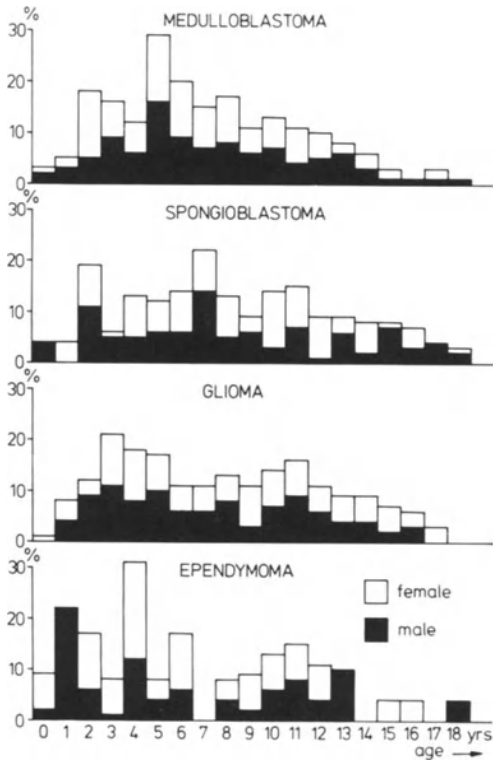 MEDULLOBLASTOMA
%
30
20
10
0
SPONGIOBLASTOMA
%
30
20
10
0
GLIOMA
%
30
20
10
0
EPENDYMOMA
%
30
20
10
0
female
male
0 1 2 3 4 5 6 7 8 9 10 11 12 13 14 15 16 17 18 yrs
age